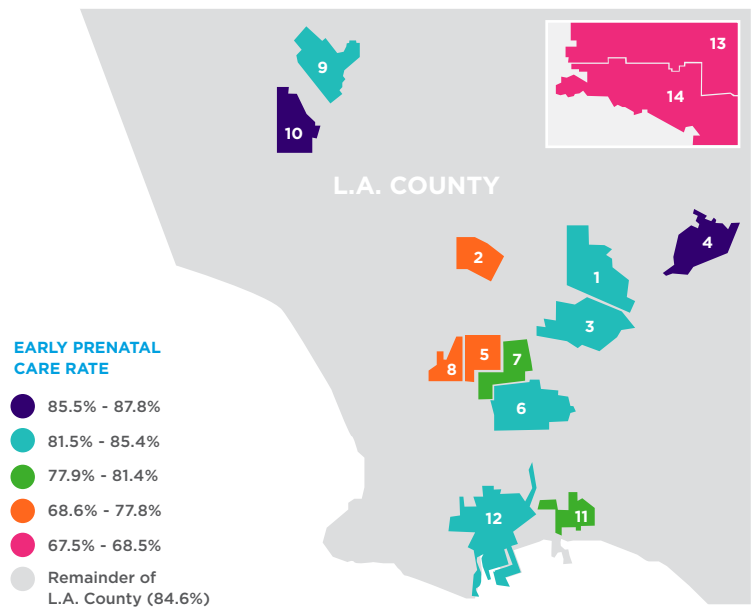 9
10
13
14
L.A. COUNTY
4
2
1
3
5
7
8
6
12
11
EARLY PRENATAL
CARE RATE
85.5% - 87.8%
81.5% - 85.4%
77.9% - 81.4%
68.6% - 77.8%
67.5% - 68.5%
Remainder of
L.A. County (84.6%)